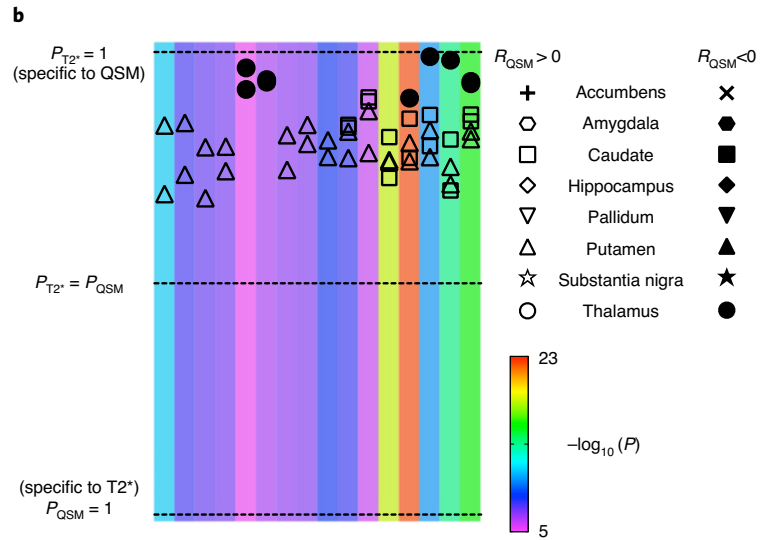 b
P_T2* = 1
(specific to QSM)
P_T2* = P_QSM
(specific to T2*)
P_QSM = 1
R_QSM > 0 R_QSM<0
Accumbens
Amygdala
Caudate
Hippocampus
Pallidum
Putamen
Substantia nigra
Thalamus
23
–log10 (P)
5